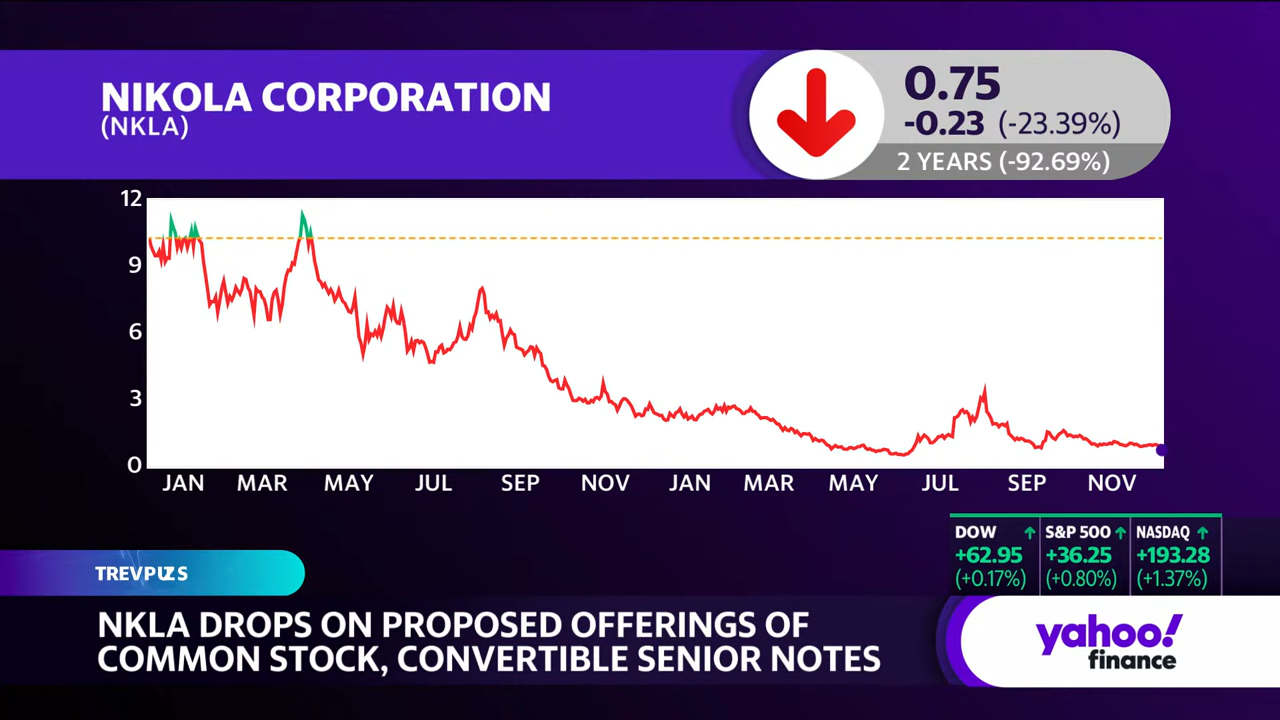 NIKOLA CORPORATION
(NKLA)
0.75
-0.23 (-23.39%)
2 YEARS (-92.69%)
12
9
6
3
0
JAN MAR MAY JUL SEP NOV JAN MAR MAY JUL SEP NOV
DOW S&P 500 NASDAQ
+62.95 +36.25 +193.28
(+0.17%) (+0.80%) (+1.37%)
NKLA DROPS ON PROPOSED OFFERINGS OF
COMMON STOCK, CONVERTIBLE SENIOR NOTES
yahoo!
finance